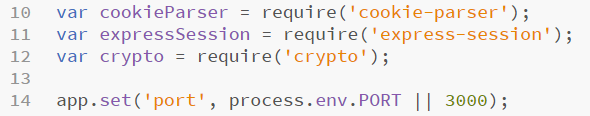 10 var cookieParser = require('cookie-parser');
11 var expressSession = require('express-session');
12 var crypto = require('crypto');
13
14 app.set('port', process.env.PORT || 3000);